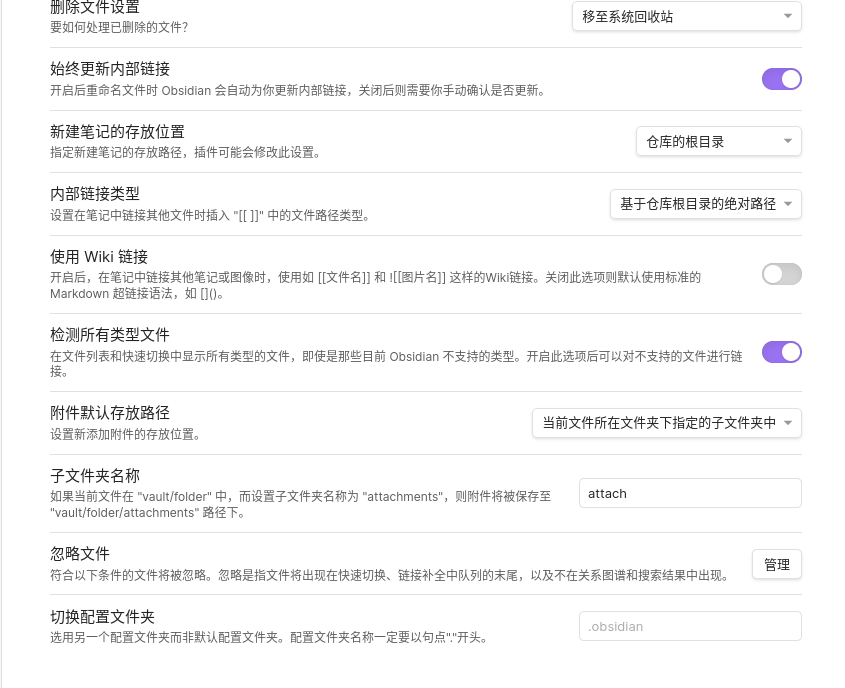 删除文件设置
要如何处理已删除的文件？
移至系统回收站
始终更新内部链接
开启后重命名文件时 Obsidian 会自动为你更新内部链接，关闭后则需要你手动确认是否更新。
新建笔记的存放位置
指定新建笔记的存放路径，插件可能会修改此设置。
仓库的根目录
内部链接类型
设置在笔记中链接其他文件时插入 "[[ ]]" 中的文件路径类型。
基于仓库根目录的绝对路径
使用 Wiki 链接
开启后，在笔记中链接其他笔记或图像时，使用如 [[文件名]] 和 ![[图片名]] 这样的Wiki链接。关闭此选项则默认使用标准的
Markdown 超链接语法，如 []()。
检测所有类型文件
在文件列表和快速切换中显示所有类型的文件，即使是那些目前 Obsidian 不支持的类型。开启此选项后可以对不支持的文件进行链
接。
附件默认存放路径
设置新添加附件的存放位置。
当前文件所在文件夹下指定的子文件夹中
子文件夹名称
如果当前文件在 "vault/folder" 中，而设置子文件夹名称为 "attachments"，则附件将被保存至
"vault/folder/attachments" 路径下。
attach
忽略文件
符合以下条件的文件将被忽略。忽略是指文件将出现在快速切换、链接补全中队列的末尾，以及不在关系图谱和搜索结果中出现。
管理
切换配置文件夹
选用另一个配置文件夹而非默认配置文件夹。配置文件夹名称一定要以句点"."开头。
.obsidian